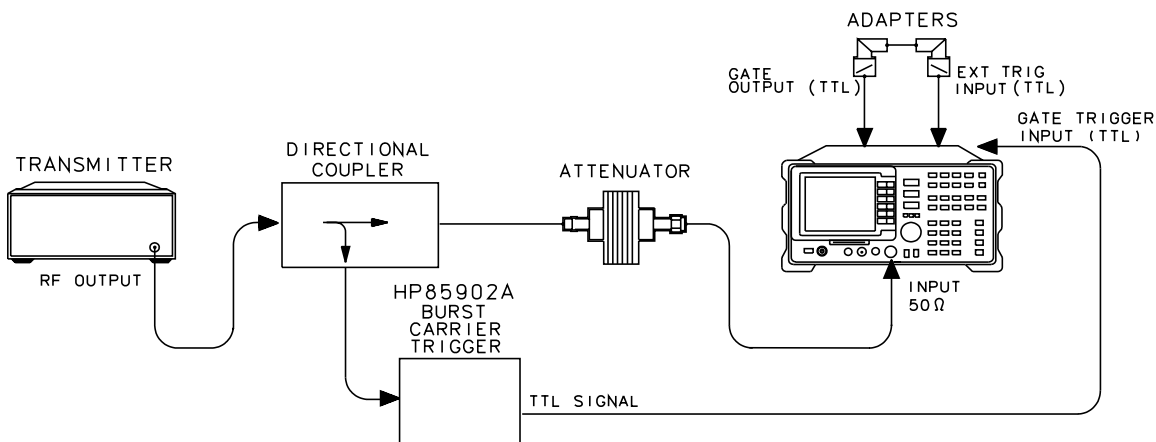 ADAPTERS
GATE
OUTPUT (TTL)
EXT TRIG
INPUT (TTL)
GATE TRIGGER
INPUT (TTL)
TRANSMITTER
DIRECTIONAL
COUPLER
ATTENUATOR
RF OUTPUT
INPUT
50Ω
HP85902A
BURST
CARRIER
TRIGGER
TTL SIGNAL